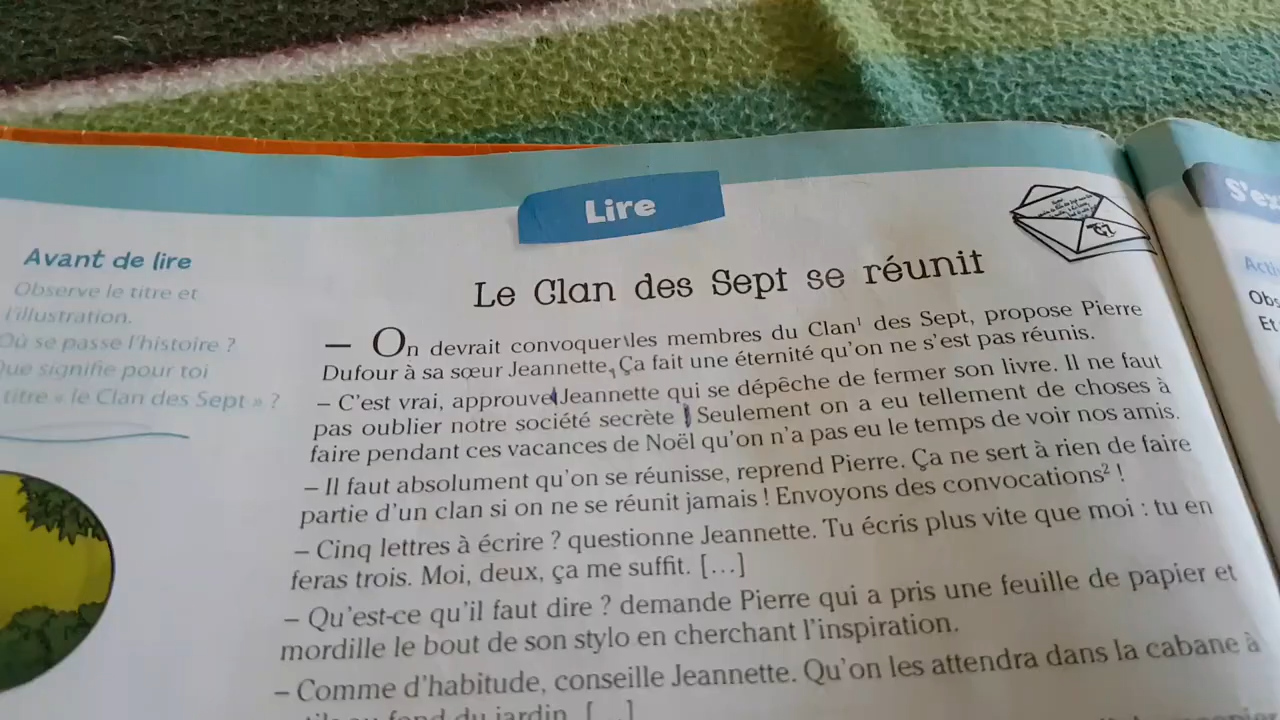 Lire
S'ex
Avant de lire
Observe le titre et
l'illustration.
Où se passe l'histoire ?
Que signifie pour toi
titre « le Clan des Sept » ?
Le Clan des Sept se réunit
— On devrait convoquer les membres du Clan¹ des Sept, propose Pierre
Dufour à sa sœur Jeannette, Ça fait une éternité qu'on ne s'est pas réunis.
– C'est vrai, approuve Jeannette qui se dépêche de fermer son livre. Il ne faut
pas oublier notre société secrète ! Seulement on a eu tellement de choses à
faire pendant ces vacances de Noël qu'on n'a pas eu le temps de voir nos amis.
– Il faut absolument qu'on se réunisse, reprend Pierre. Ça ne sert à rien de faire
partie d'un clan si on ne se réunit jamais ! Envoyons des convocations² !
– Cinq lettres à écrire ? questionne Jeannette. Tu écris plus vite que moi : tu en
feras trois. Moi, deux, ça me suffit. […]
– Qu'est-ce qu'il faut dire ? demande Pierre qui a pris une feuille de papier et
mordille le bout de son stylo en cherchant l'inspiration.
– Comme d'habitude, conseille Jeannette. Qu'on les attendra dans la cabane à
fond du jardin. […]
Acti
Obs
Et